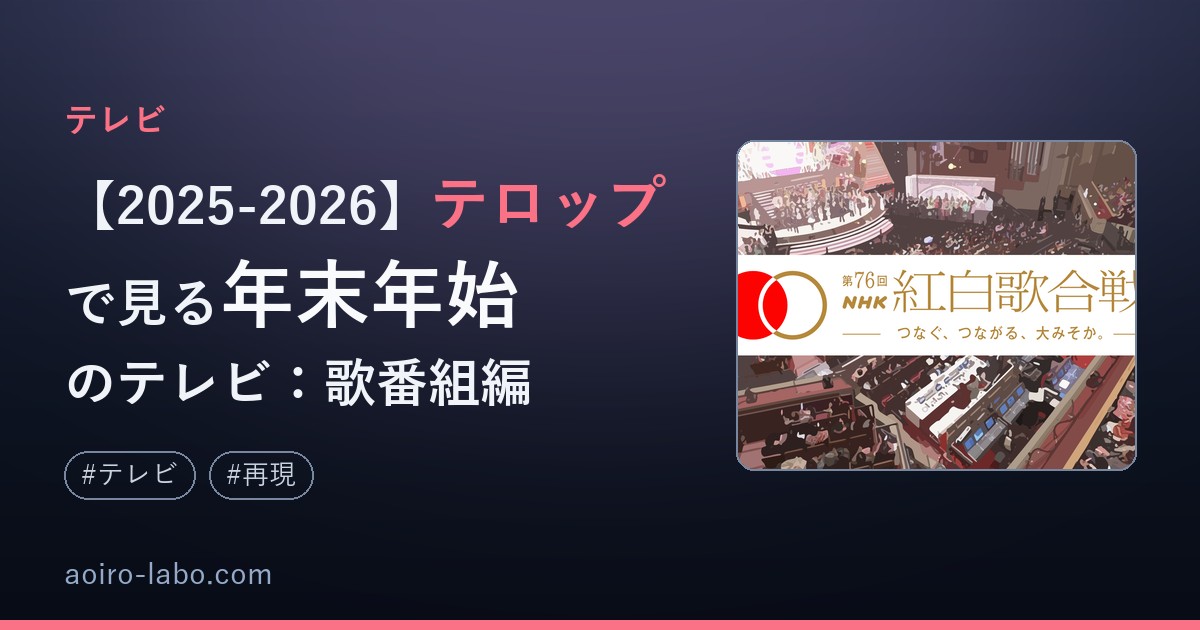 テレビ
【2025-2026】テロップ
で見る年末年始
のテレビ：歌番組編
#テレビ #再現
aoiro-labo.com
第76回
NHK 紅白歌合戦
つなぐ、つながる、大みそか。